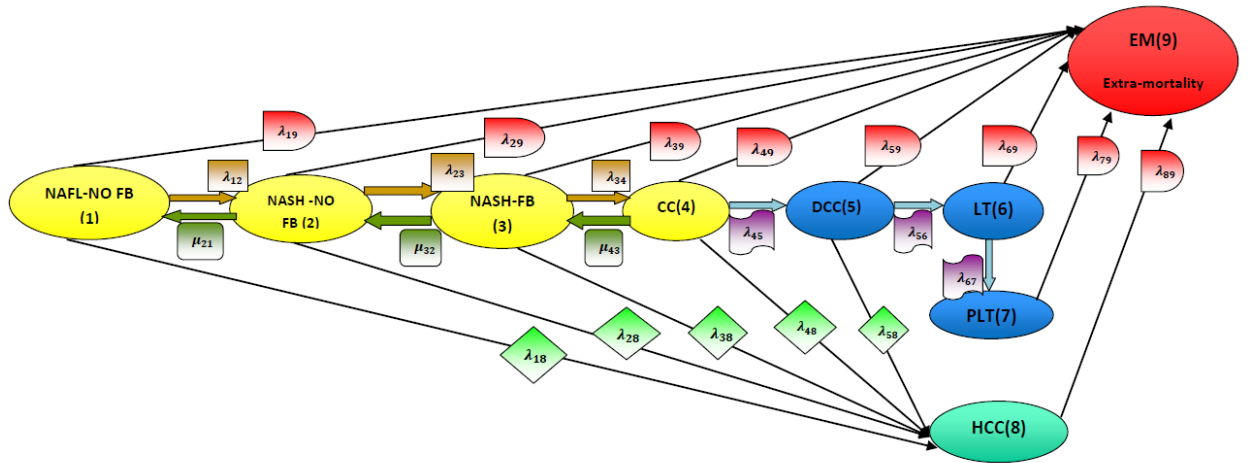 EM(9)
Extra-mortality
λ19
λ29
λ39
λ49
λ59
λ69
λ79
λ89
λ12
λ23
λ34
NAFL-NO FB
(1)
NASH -NO
FB (2)
NASH-FB
(3)
CC(4)
DCC(5)
LT(6)
μ21
μ32
μ43
λ45
λ56
λ67
PLT(7)
λ18
λ28
λ38
λ48
λ58
HCC(8)